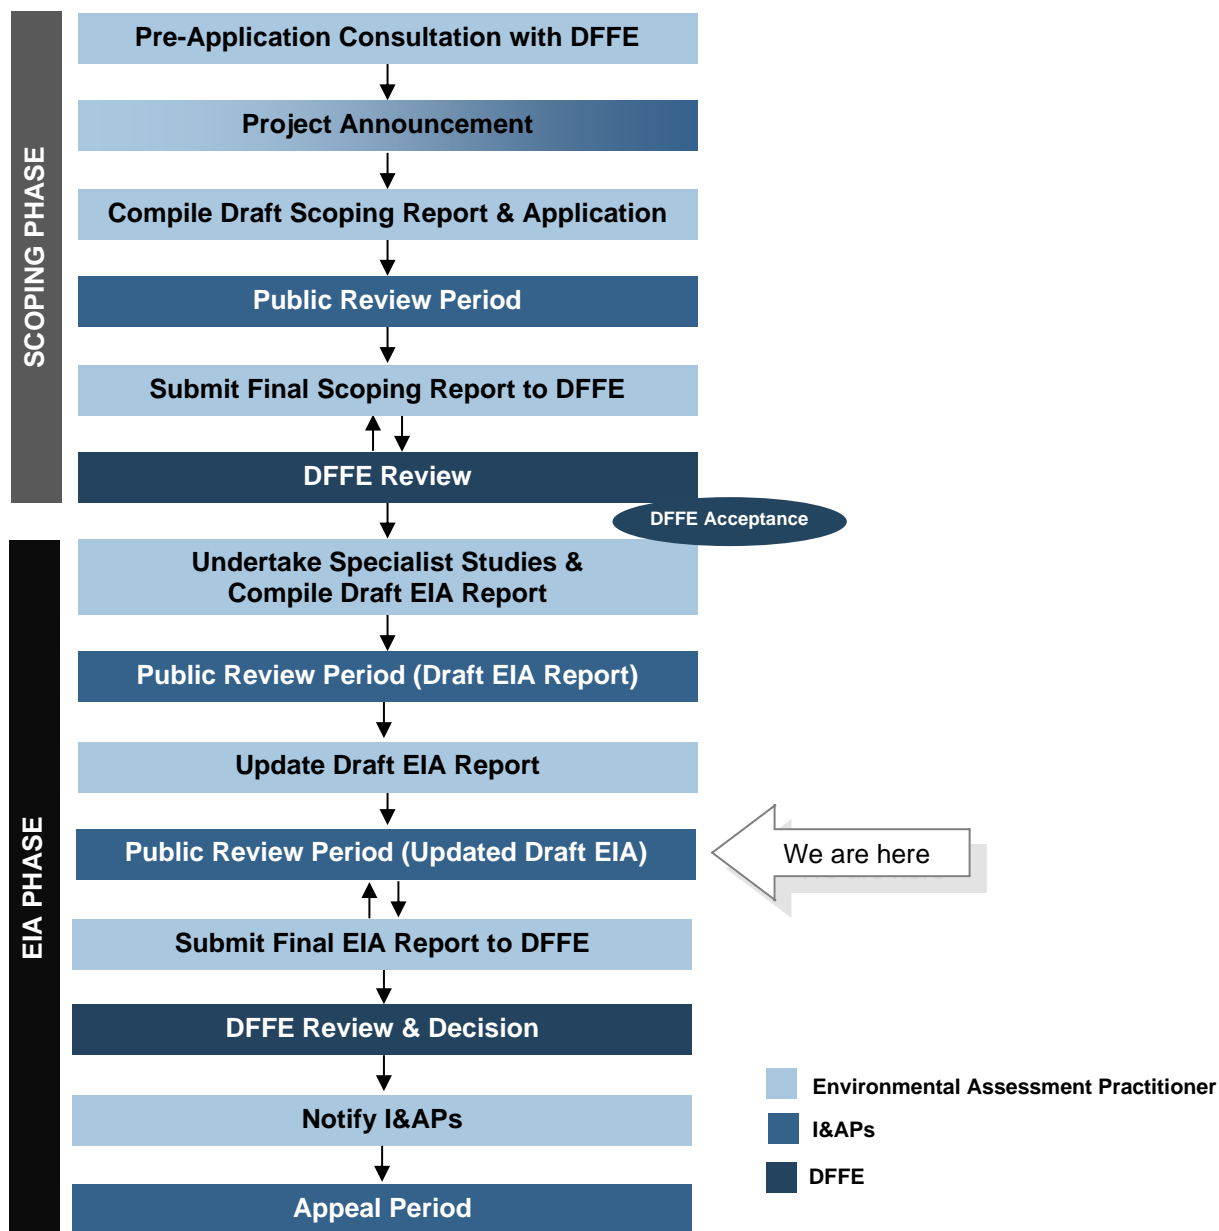 SCOPING PHASE
Pre-Application Consultation with DFFE
Project Announcement
Compile Draft Scoping Report & Application
Public Review Period
Submit Final Scoping Report to DFFE
DFFE Review
DFFE Acceptance
EIA PHASE
Undertake Specialist Studies &
Compile Draft EIA Report
Public Review Period (Draft EIA Report)
Update Draft EIA Report
Public Review Period (Updated Draft EIA)
We are here
Submit Final EIA Report to DFFE
DFFE Review & Decision
Notify I&APs
Appeal Period
Environmental Assessment Practitioner
I&APs
DFFE